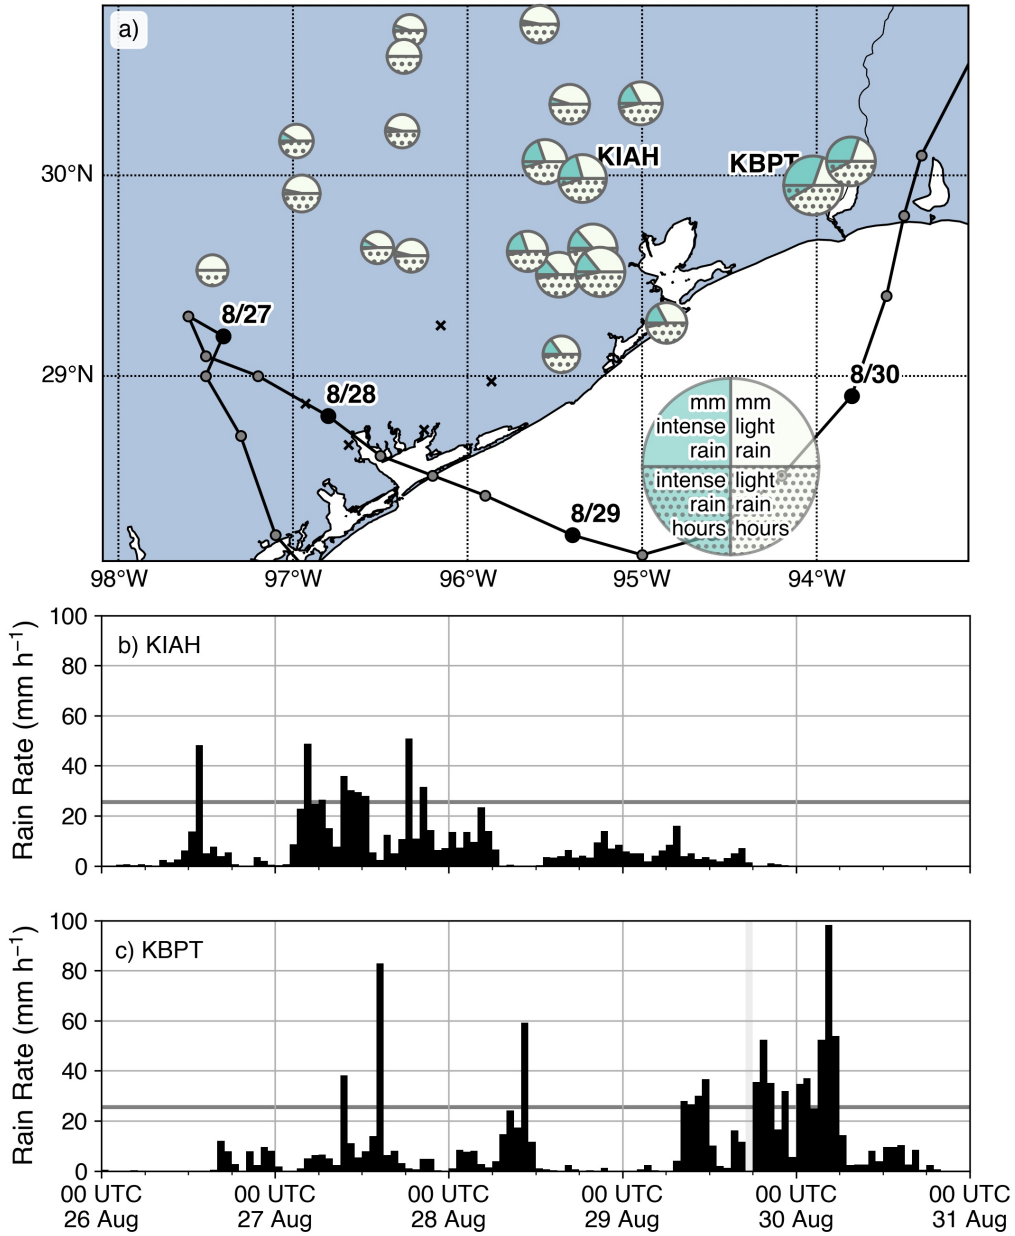 a)
KIAH
KBPT
30°N
8/27
29°N
8/28
8/30
mm mm
intense light
rain rain
intense light
rain rain
hours hours
8/29
98°W 97°W 96°W 95°W 94°W
100
80
60
40
20
0
Rain Rate (mm h⁻¹)
b) KIAH
100
80
60
40
20
0
Rain Rate (mm h⁻¹)
c) KBPT
00 UTC 00 UTC 00 UTC 00 UTC 00 UTC 00 UTC
26 Aug 27 Aug 28 Aug 29 Aug 30 Aug 31 Aug